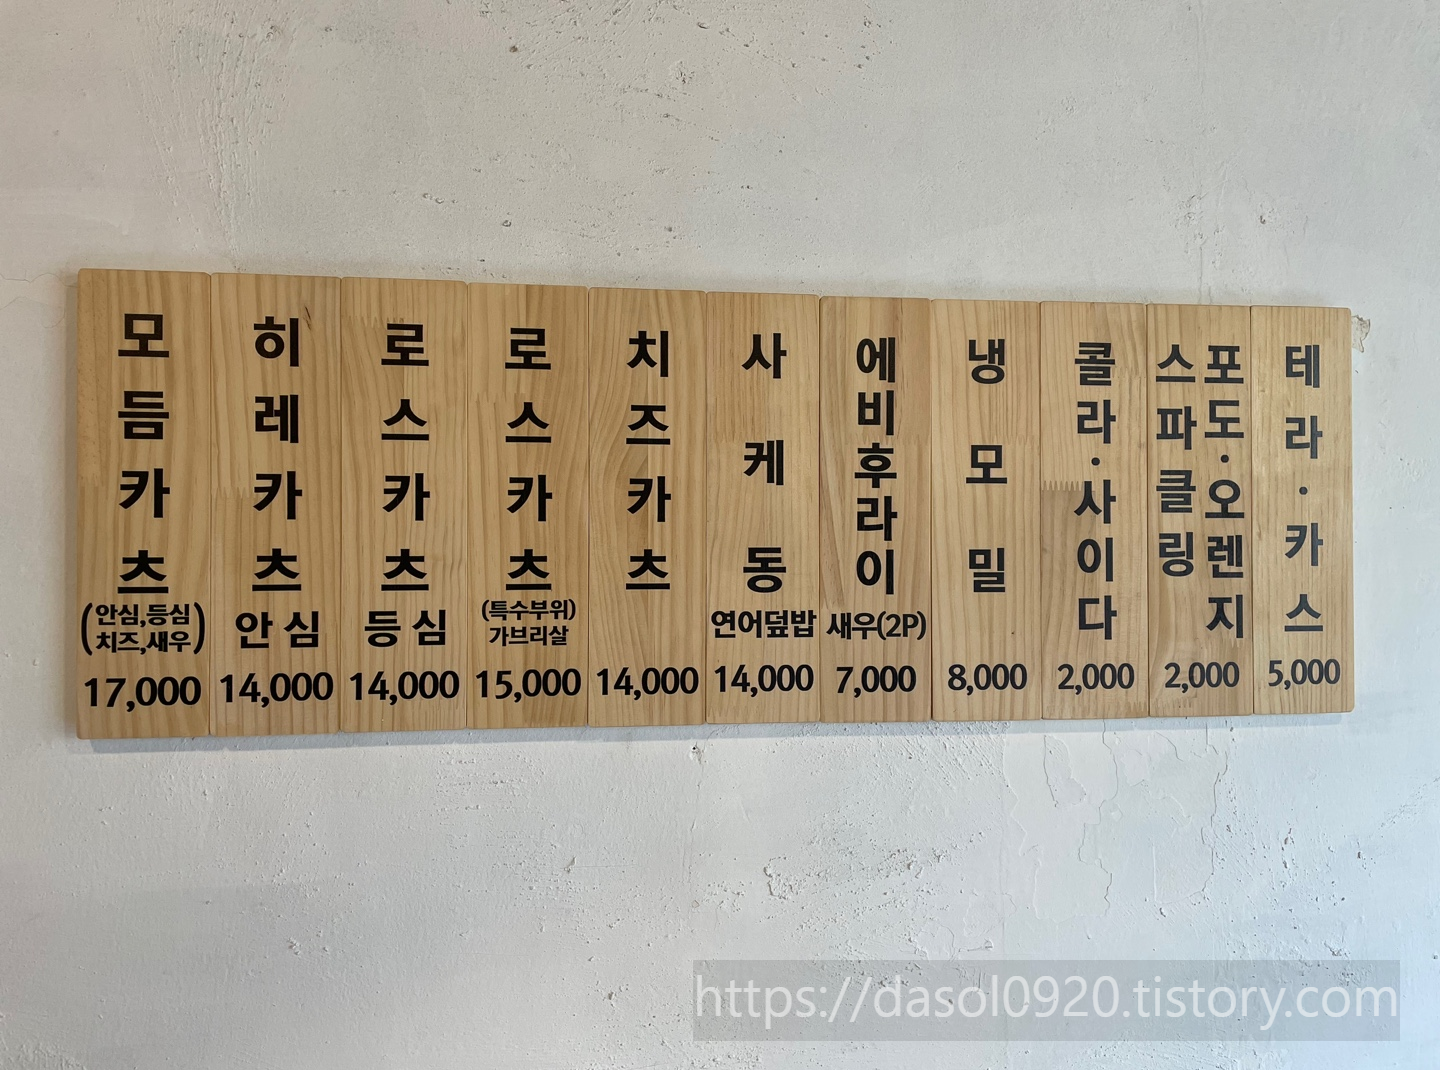 모듬카츠
(안심,등심
치즈,새우)
17,000
히레카츠
안심
14,000
로스카츠
등심
14,000
로스카츠
(특수부위)
가브리살
15,000
치즈카츠
14,000
사케동
연어덮밥
14,000
에비후라이
새우(2P)
7,000
냉모밀
8,000
콜라·사이다
2,000
포도·오렌지
스파클링
2,000
테라·카스
5,000
https://dasol0920.tistory.com